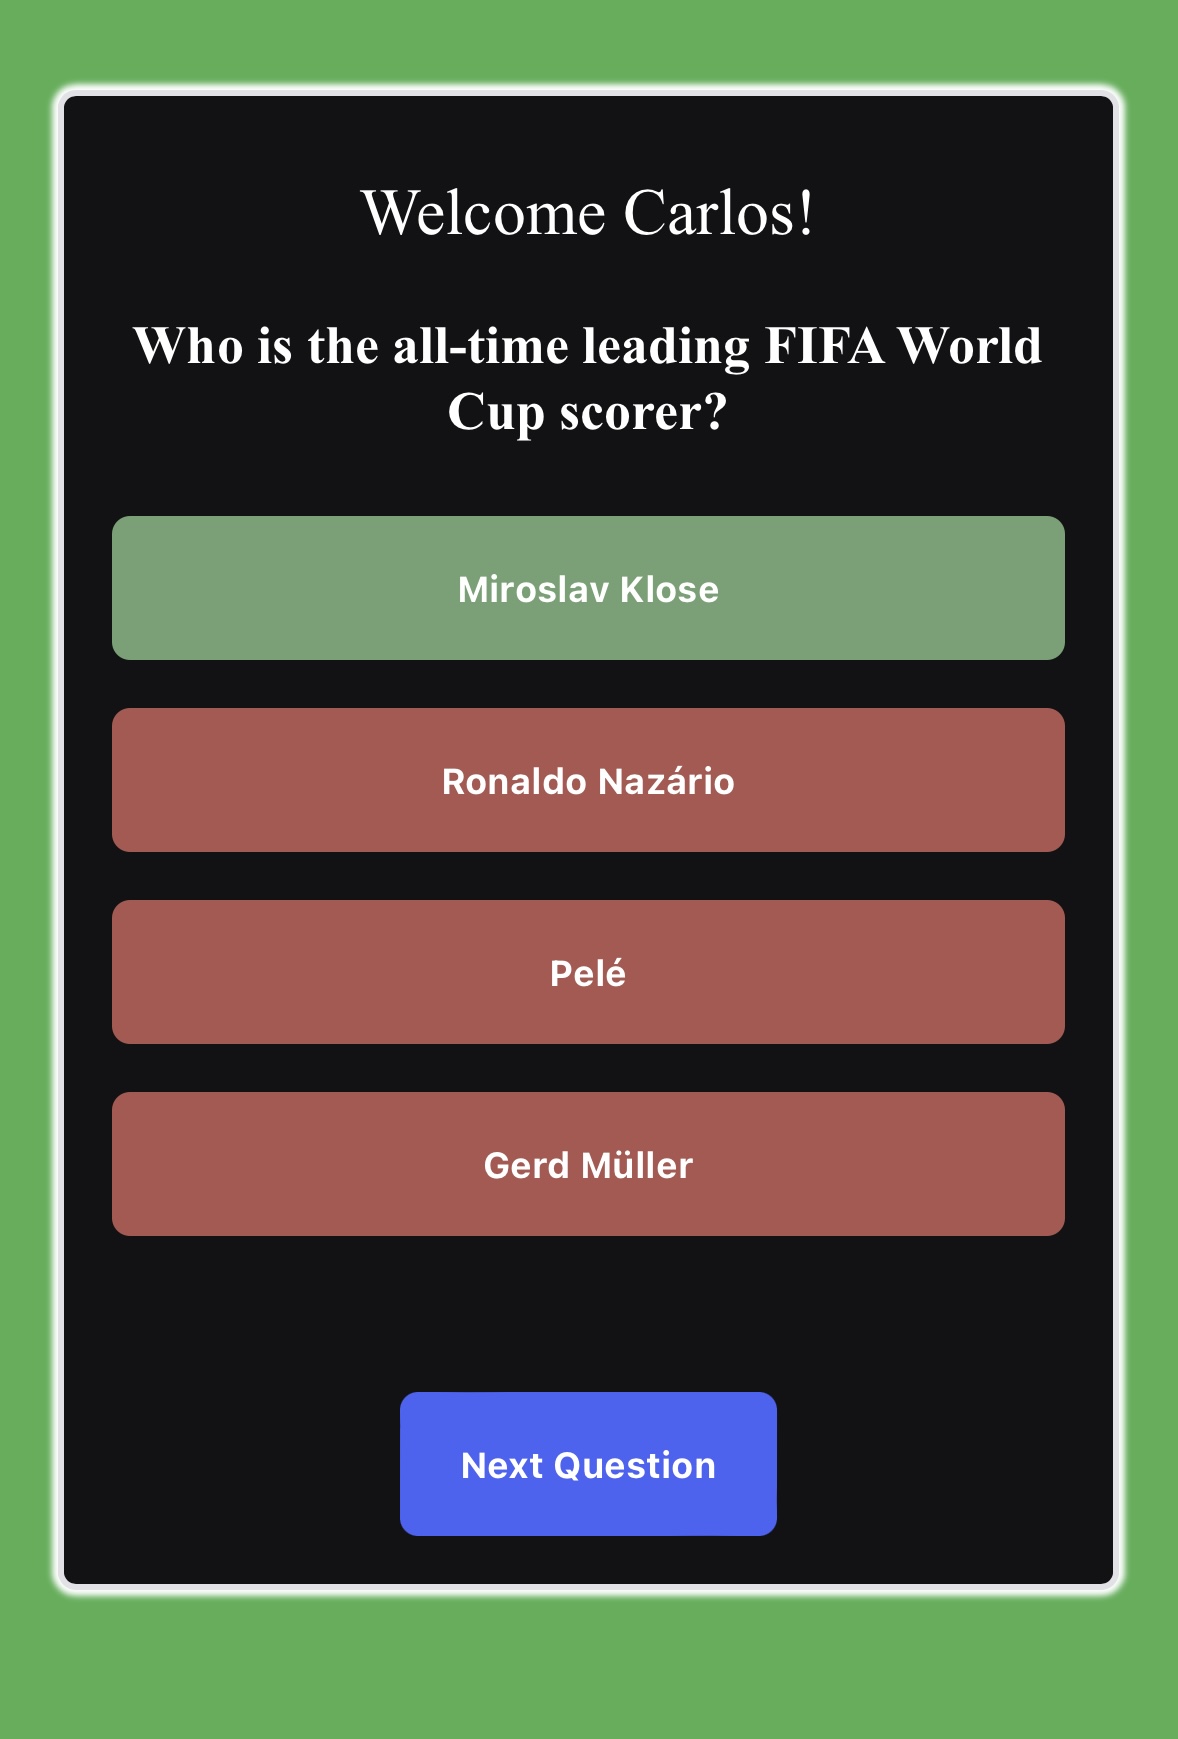 Welcome Carlos!
Who is the all-time leading FIFA World
Cup scorer?
Miroslav Klose
Ronaldo Nazário
Pelé
Gerd Müller
Next Question